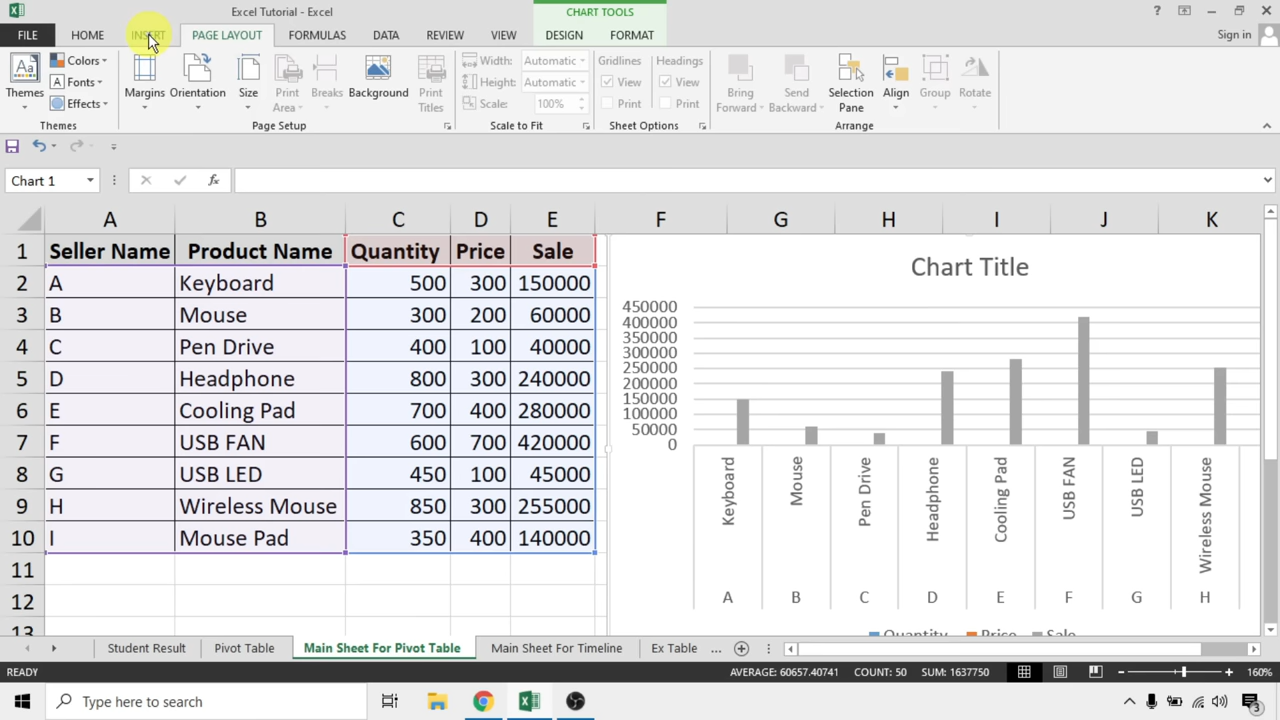 Excel Tutorial - Excel
CHART TOOLS
?
FILE
HOME
INSERT
PAGE LAYOUT
FORMULAS
DATA
REVIEW
VIEW
DESIGN
FORMAT
Sign in
Aa
Themes
Colors
Fonts
Effects
Themes
Margins
Orientation
Size
Print Area
Breaks
Background
Print Titles
Page Setup
Width: Automatic
Height: Automatic
Scale: 100%
Scale to Fit
Gridlines
View
Print
Headings
View
Print
Sheet Options
Bring Forward
Send Backward
Selection Pane
Align
Group
Rotate
Arrange
Chart 1
fx
A B C D E F G H I J K
1 Seller Name Product Name Quantity Price Sale
2 A Keyboard 500 300 150000
3 B Mouse 300 200 60000
4 C Pen Drive 400 100 40000
5 D Headphone 800 300 240000
6 E Cooling Pad 700 400 280000
7 F USB FAN 600 700 420000
8 G USB LED 450 100 45000
9 H Wireless Mouse 850 300 255000
10 I Mouse Pad 350 400 140000
11
12
13
Chart Title
450000
400000
350000
300000
250000
200000
150000
100000
50000
0
Keyboard
Mouse
Pen Drive
Headphone
Cooling Pad
USB FAN
USB LED
Wireless Mouse
A B C D E F G H
Quantity Price Sale
Student Result
Pivot Table
Main Sheet For Pivot Table
Main Sheet For Timeline
Ex Table
...
READY
AVERAGE: 60657.40741 COUNT: 50 SUM: 1637750
160%
Type here to search
3